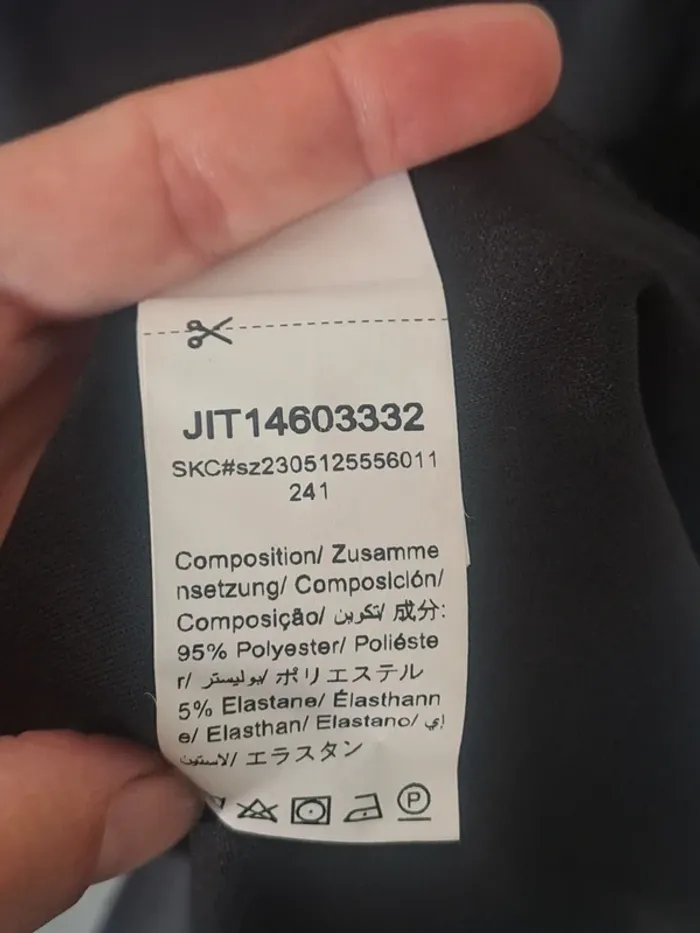 JIT14603332
SKC#sz2305125556011
241
Composition/ Zusamme
nsetzung/ Composición/
Composição/ تكوين/ 成分:
95% Polyester/ Poliéste
r/ بوليستر/ ポリエステル
5% Elastane/ Élasthann
e/ Elasthan/ Elastano/ إي
لاستين/ エラスタン
P